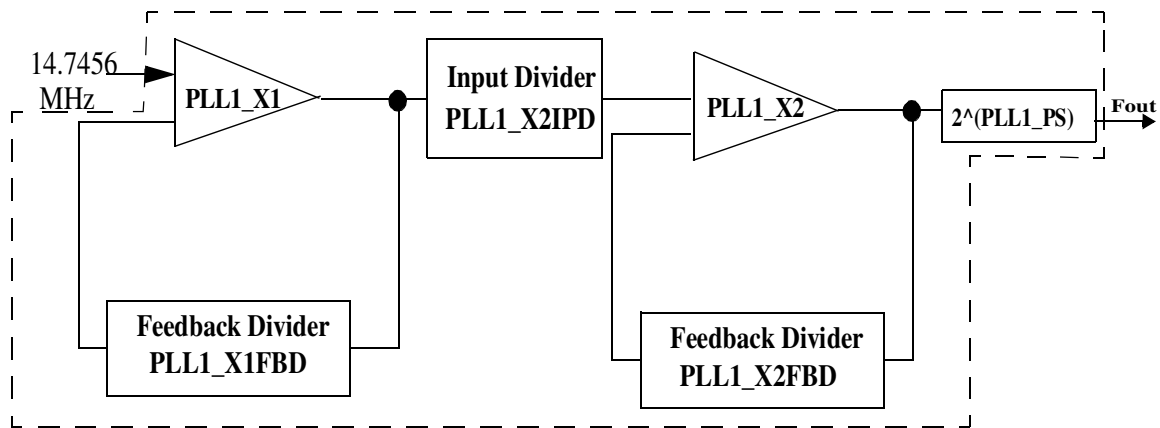 14.7456
MHz
PLL1_X1
Input Divider
PLL1_X2IPD
PLL1_X2
2^(PLL1_PS)
Fout
Feedback Divider
PLL1_X1FBD
Feedback Divider
PLL1_X2FBD